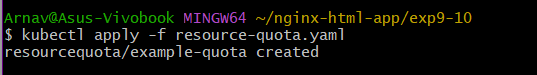 Arnav@Asus-Vivobook MINGW64 ~/nginx-html-app/exp9-10
$ kubectl apply -f resource-quota.yaml
resourcequota/example-quota created